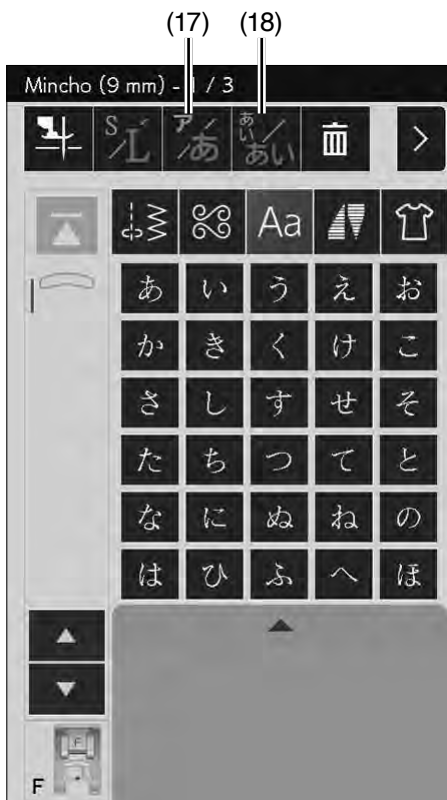 (17) (18)
Mincho (9 mm) - 1 / 3
S/L ア/あ あい/あい >
Aa
あ い う え お
か き く け こ
さ し す せ そ
た ち つ て と
な に ぬ ね の
は ひ ふ へ ほ
F
F